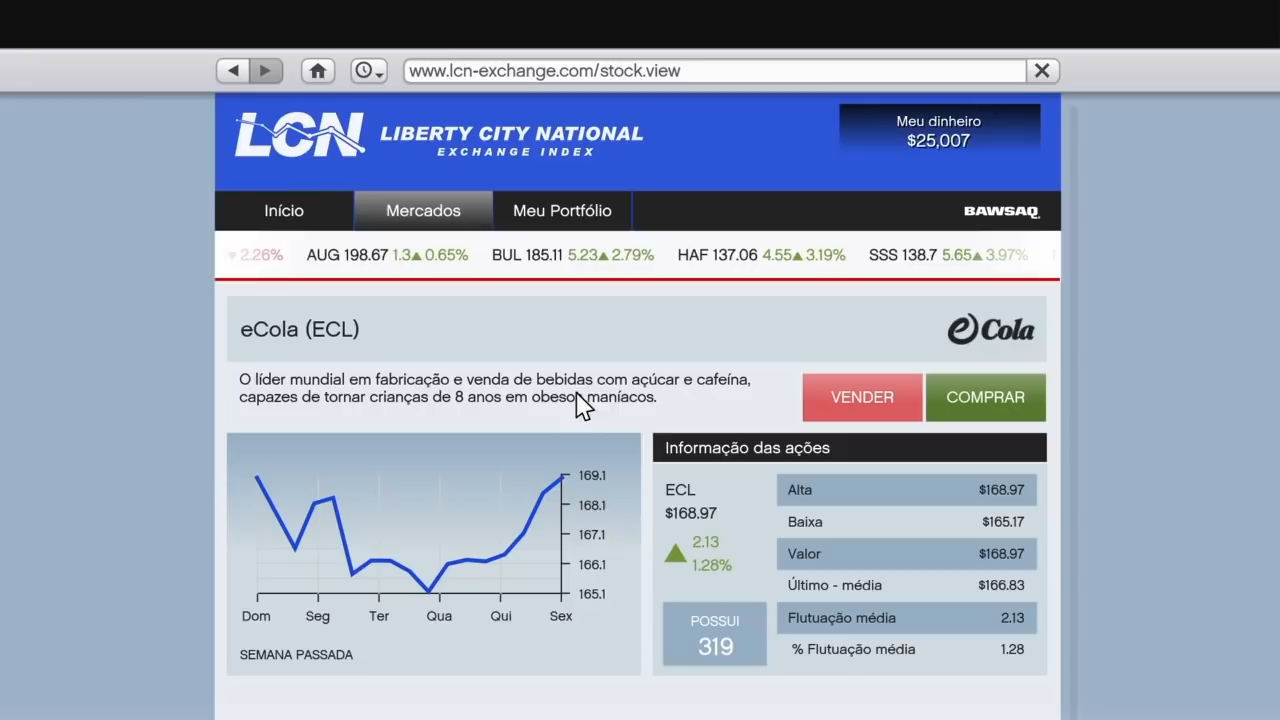 www.lcn-exchange.com/stock.view
LCN LIBERTY CITY NATIONAL
EXCHANGE INDEX
Meu dinheiro
$25,007
Início Mercados Meu Portfólio BAWSAQ
2.26% AUG 198.67 1.3▲ 0.65% BUL 185.11 5.23▲ 2.79% HAF 137.06 4.55▲ 3.19% SSS 138.7 5.65▲ 3.97%
eCola (ECL) eCola
O líder mundial em fabricação e venda de bebidas com açúcar e cafeína,
capazes de tornar crianças de 8 anos em obesos maníacos.
VENDER COMPRAR
169.1
168.1
167.1
166.1
165.1
Dom Seg Ter Qua Qui Sex
SEMANA PASSADA
Informação das ações
ECL
$168.97
▲ 2.13
1.28%
POSSUI
319
Alta $168.97
Baixa $165.17
Valor $168.97
Último - média $166.83
Flutuação média 2.13
% Flutuação média 1.28